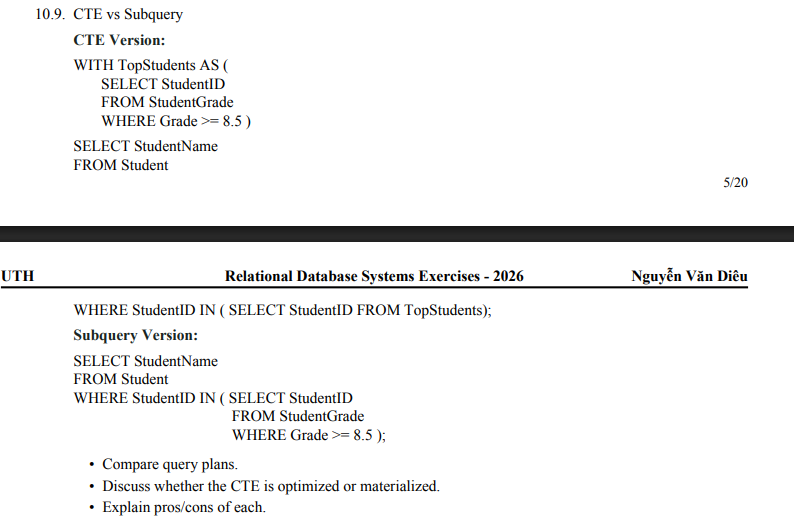 10.9. CTE vs Subquery
CTE Version:
WITH TopStudents AS (
SELECT StudentID
FROM StudentGrade
WHERE Grade >= 8.5 )
SELECT StudentName
FROM Student
5/20
UTH Relational Database Systems Exercises - 2026 Nguyễn Văn Diêu
WHERE StudentID IN ( SELECT StudentID FROM TopStudents);
Subquery Version:
SELECT StudentName
FROM Student
WHERE StudentID IN ( SELECT StudentID
FROM StudentGrade
WHERE Grade >= 8.5 );
• Compare query plans.
• Discuss whether the CTE is optimized or materialized.
• Explain pros/cons of each.